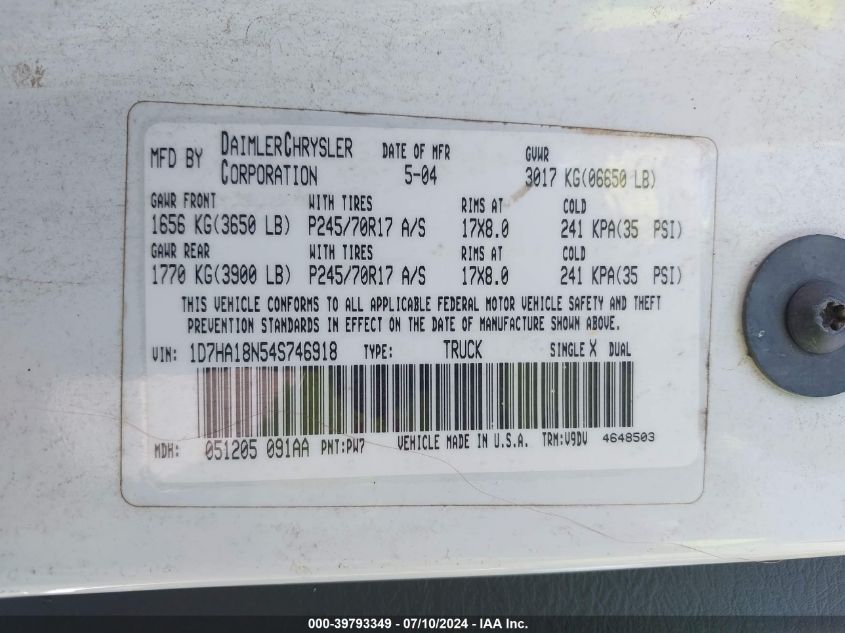 MFD BY DAIMLERCHRYSLER CORPORATION DATE OF MFR 5-04 GVWR 3017 KG(06650 LB)
GAWR FRONT WITH TIRES RIMS AT COLD
1656 KG(3650 LB) P245/70R17 A/S 17X8.0 241 KPA(35 PSI)
GAWR REAR WITH TIRES RIMS AT COLD
1770 KG(3900 LB) P245/70R17 A/S 17X8.0 241 KPA(35 PSI)
THIS VEHICLE CONFORMS TO ALL APPLICABLE FEDERAL MOTOR VEHICLE SAFETY AND THEFT
PREVENTION STANDARDS IN EFFECT ON THE DATE OF MANUFACTURE SHOWN ABOVE.
VIN: 1D7HA18N54S746918 TYPE: TRUCK SINGLE X DUAL
MDH: 051205 091AA PNT:PW7 VEHICLE MADE IN U.S.A. TRM:V9DV 4648503
000-39793349 / 07/10/2024 - IAA Inc.